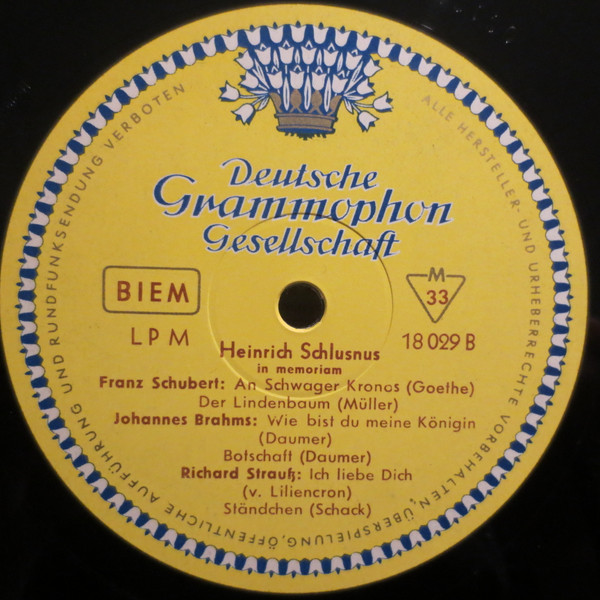 Deutsche
Grammophon
Gesellschaft
BIEM
LPM
M
33
18 029 B
Heinrich Schlusnus
in memoriam
Franz Schubert: An Schwager Kronos (Goethe)
Der Lindenbaum (Müller)
Johannes Brahms: Wie bist du meine Königin
(Daumer)
Botschaft (Daumer)
Richard Strauß: Ich liebe Dich
(v. Liliencron)
Ständchen (Schack)
ALLE HERSTELLER- UND URHEBERRECHTE VORBEHALTEN, ÜBERSPIELUNG, ÖFFENTLICHE AUFFÜHRUNG UND RUNDFUNKSENDUNG VERBOTEN